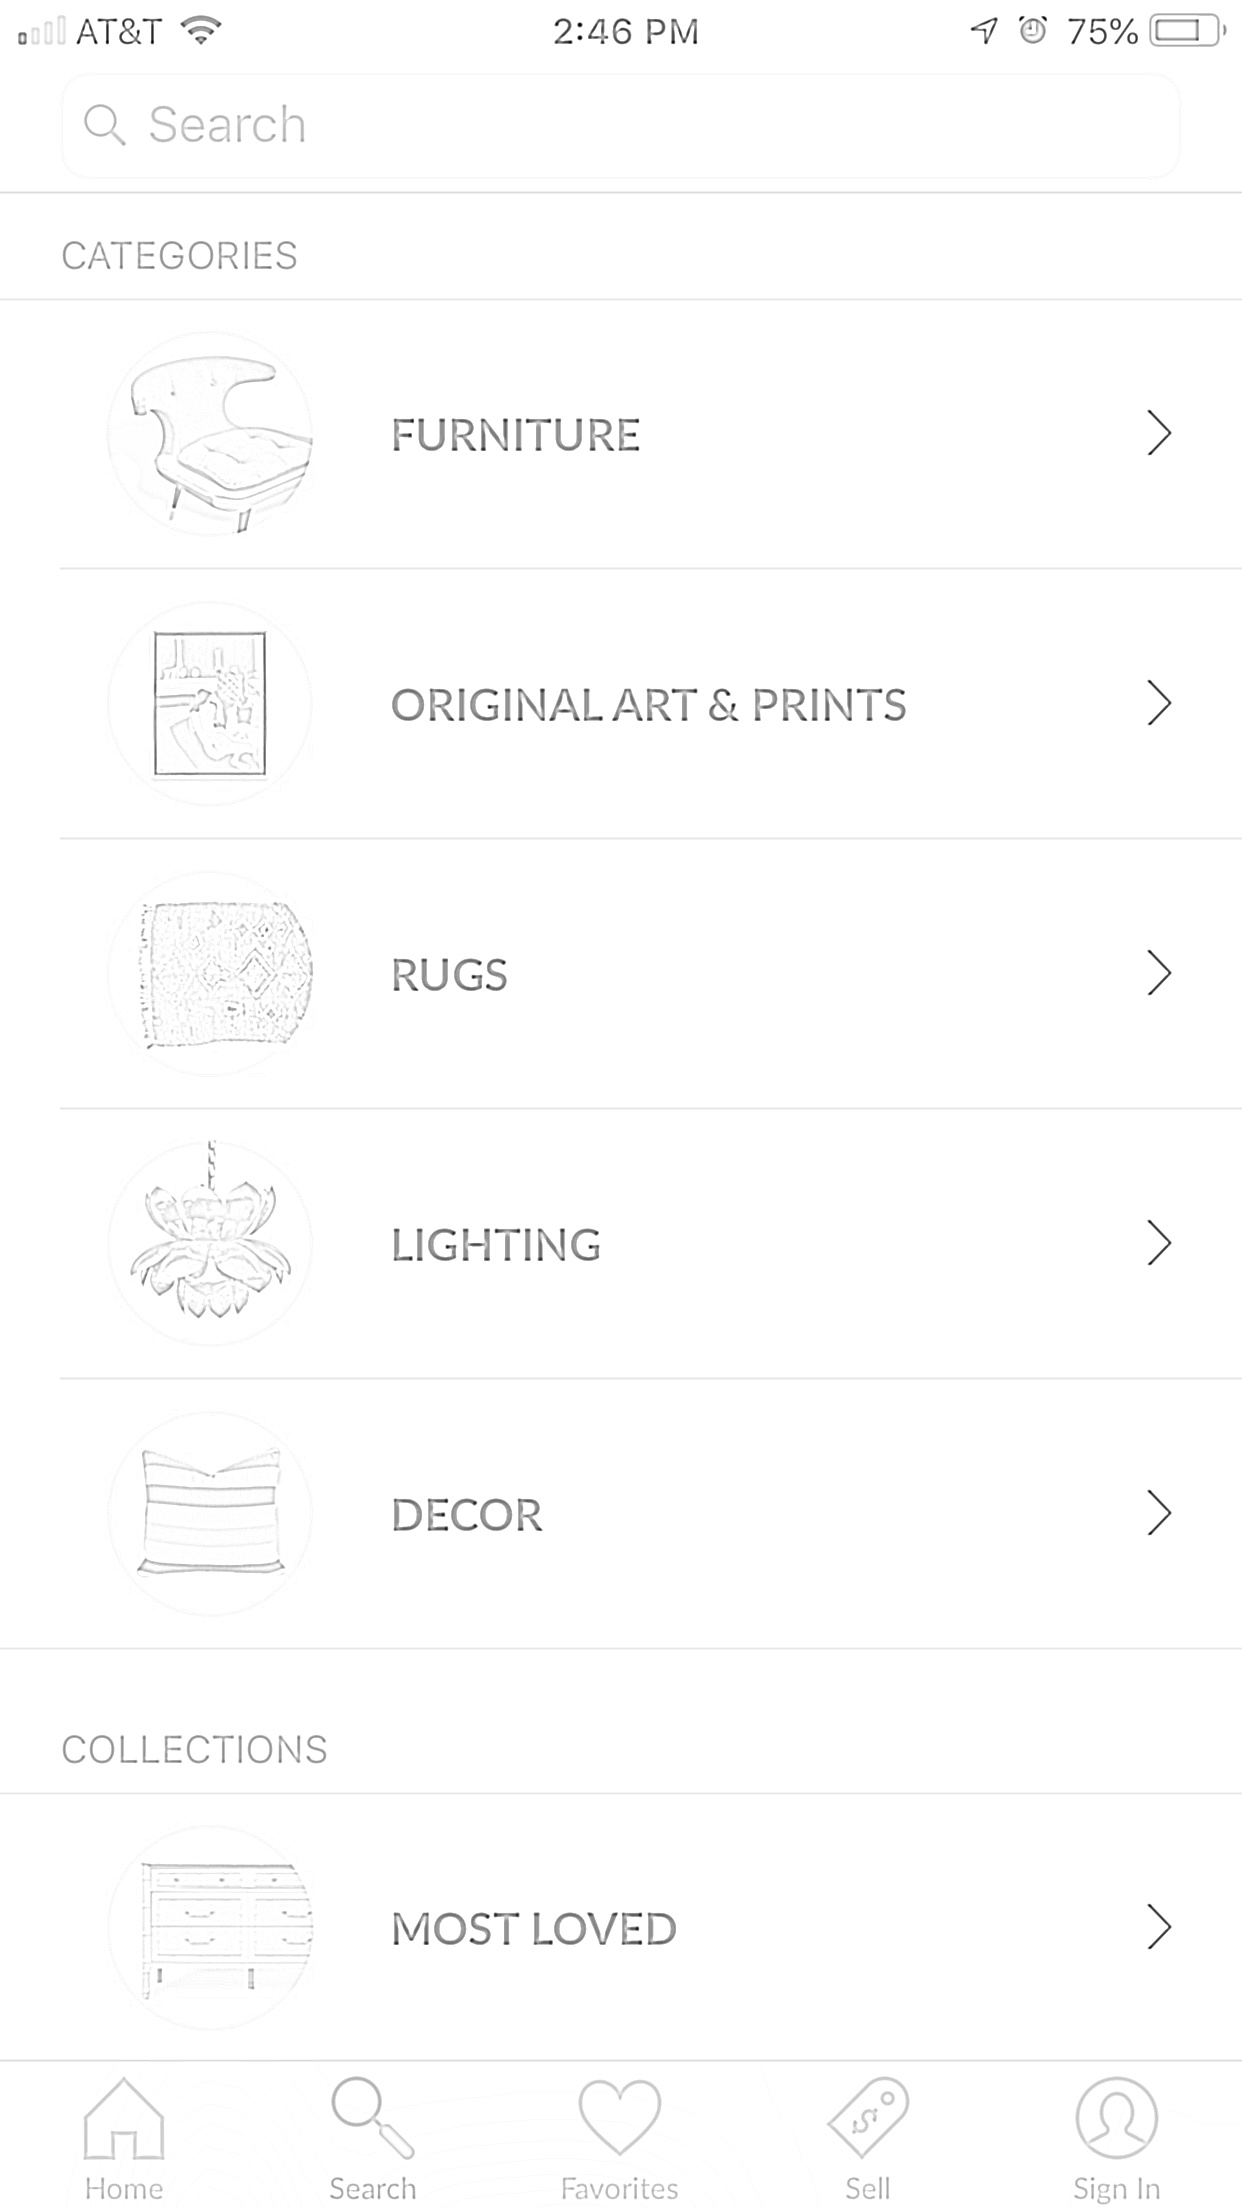 AT&T 2:46 PM 75%
Search
CATEGORIES
FURNITURE
ORIGINAL ART & PRINTS
RUGS
LIGHTING
DECOR
COLLECTIONS
MOST LOVED
Home Search Favorites Sell Sign In